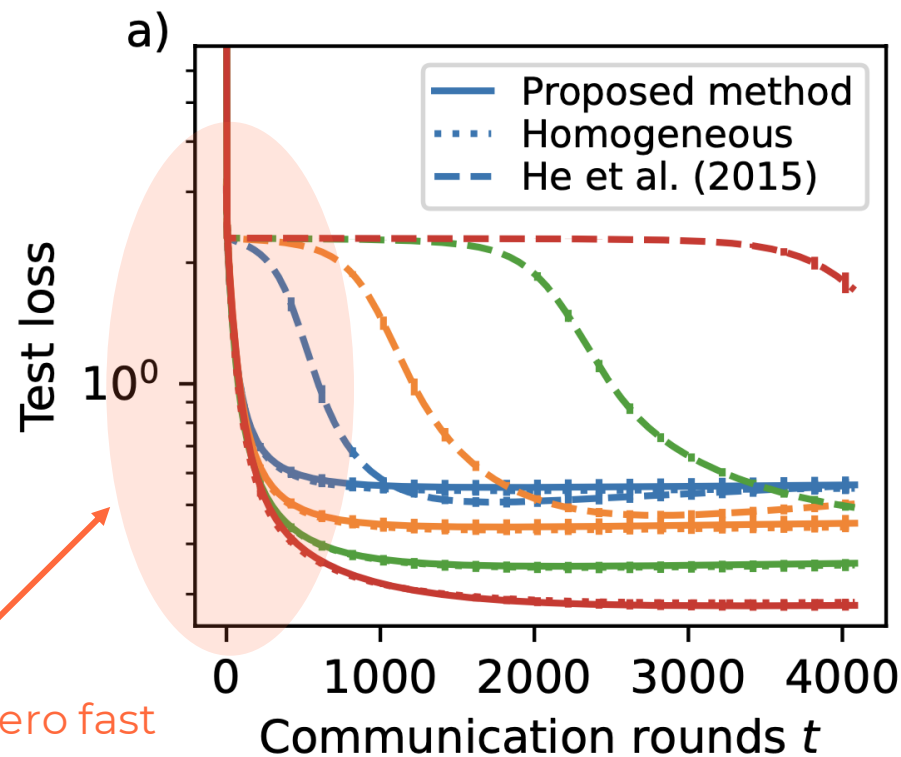 a)
Proposed method
Homogeneous
He et al. (2015)
Test loss
10⁰
0 1000 2000 3000 4000
Communication rounds t
ero fast